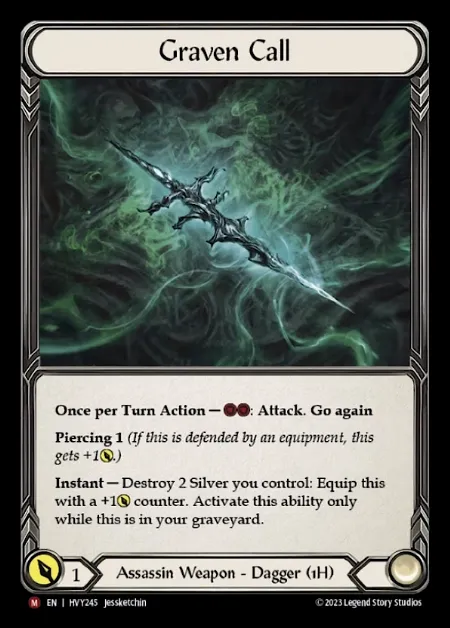 Graven Call
Once per Turn Action — : Attack. Go again
Piercing 1 (If this is defended by an equipment, this
gets +1.)
Instant — Destroy 2 Silver you control: Equip this
with a +1 counter. Activate this ability only
while this is in your graveyard.
1 Assassin Weapon - Dagger (1H)
M EN | HVY245 Jessketchin © 2023 Legend Story Studios